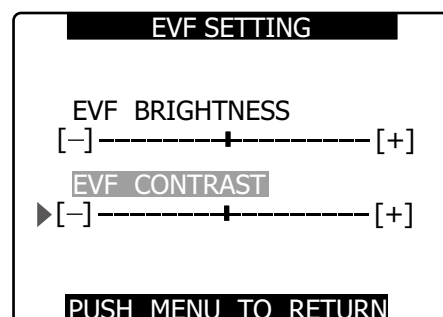 EVF SETTING
EVF BRIGHTNESS
[−] [+]
EVF CONTRAST
[−] [+]
PUSH MENU TO RETURN